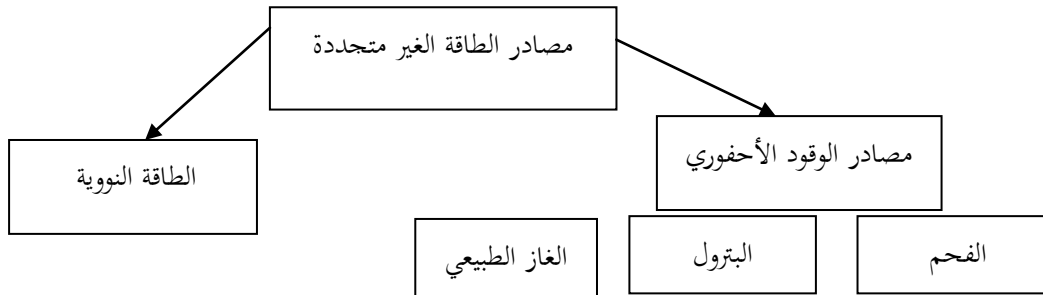 مصادر الطاقة الغير متجددة
مصادر الوقود الأحفوري
الطاقة النووية
الفحم
البترول
الغاز الطبيعي